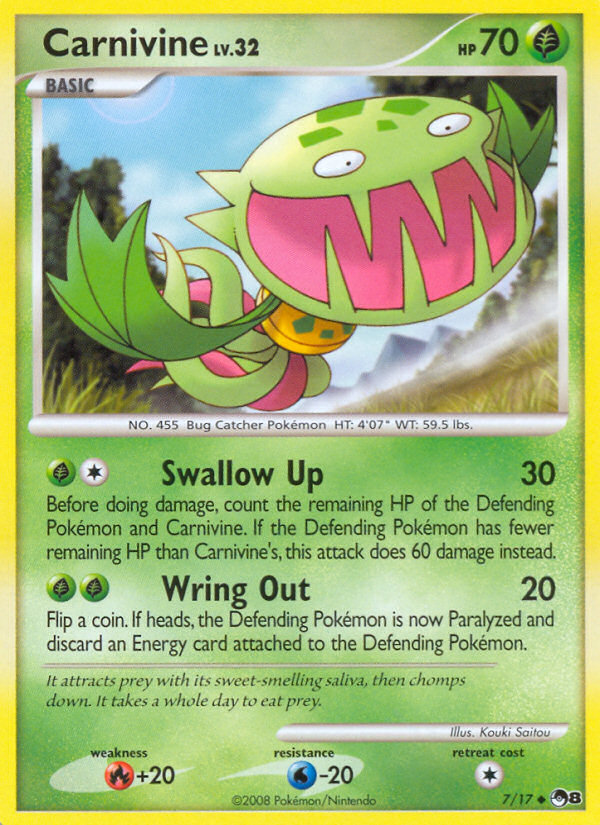 Carnivine LV.32 HP 70
BASIC
NO. 455 Bug Catcher Pokémon HT: 4'07" WT: 59.5 lbs.
Swallow Up 30
Before doing damage, count the remaining HP of the Defending
Pokémon and Carnivine. If the Defending Pokémon has fewer
remaining HP than Carnivine's, this attack does 60 damage instead.
Wring Out 20
Flip a coin. If heads, the Defending Pokémon is now Paralyzed and
discard an Energy card attached to the Defending Pokémon.
It attracts prey with its sweet-smelling saliva, then chomps
down. It takes a whole day to eat prey.
Illus. Kouki Saitou
weakness resistance retreat cost
+20 -20
©2008 Pokémon/Nintendo 7/17 8